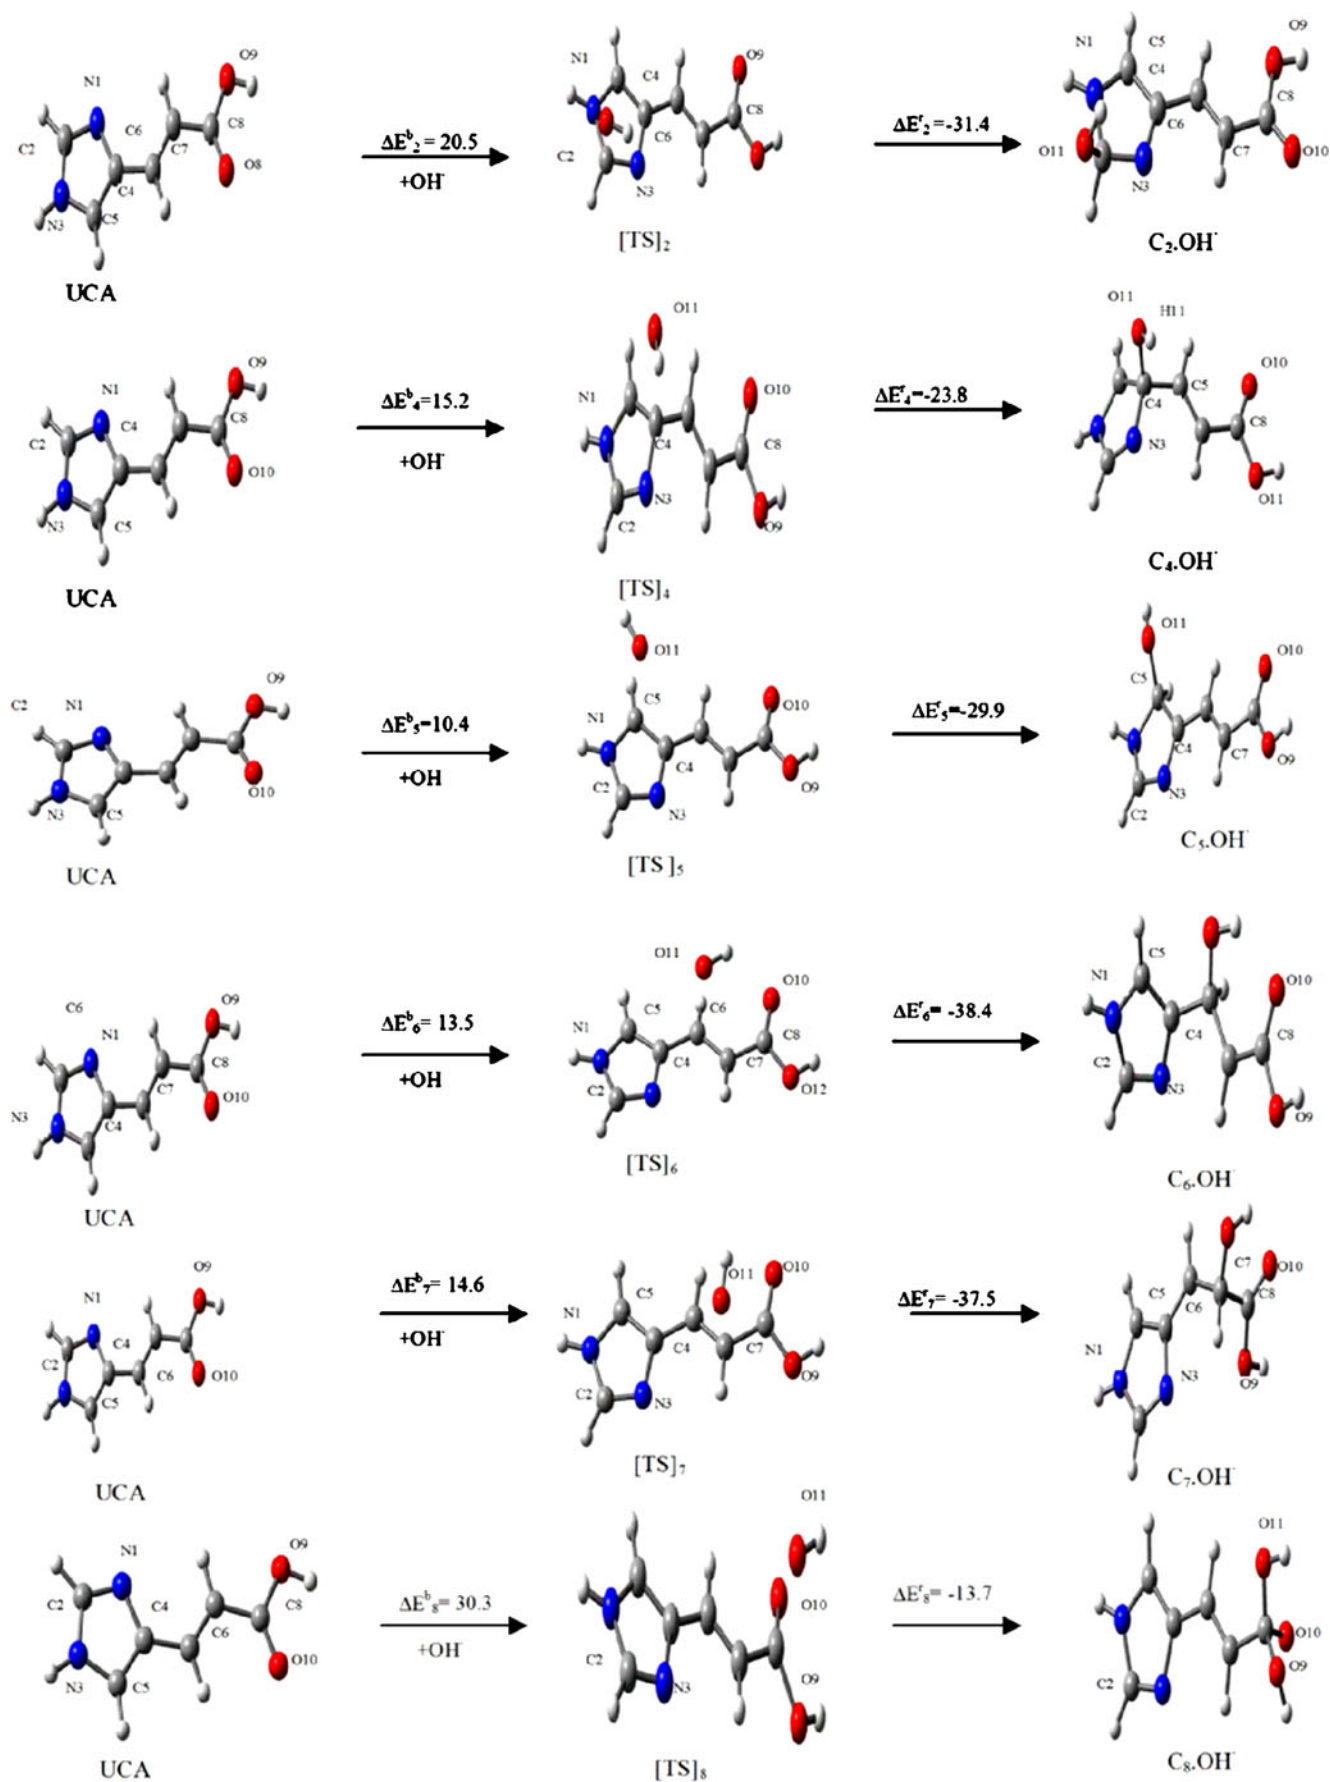 O9
N1
C6
C8
C2
C7
O8
C4
N3
C5
UCA
ΔE^b_2 = 20.5
+OH^-
N1
C4
O9
C8
C6
C2
N3
[TS]_2
ΔE^r_2=-31.4
O9
N1
C5
C4
C8
C6
O11
C7
O10
N3
C_2.OH^-
O9
N1
C8
C4
C2
O10
N3
C5
UCA
ΔE^b_4=15.2
+OH^-
O11
O10
N1
C4
C8
N3
C2
O9
[TS]_4
ΔE^r_4=-23.8
O11
H11
O10
C5
C4
C8
N3
O11
C_4.OH^-
O9
C2
N1
O10
N3
C5
UCA
ΔE^b_5=10.4
+OH
O11
C5
O10
N1
C4
C2
O9
N3
[TS ]_5
ΔE^r_5=-29.9
O11
O10
C5
C4
C7
O9
N3
C2
C_5.OH^-
C6
O9
N1
C8
C7
O10
N3
C4
UCA
ΔE^b_6= 13.5
+OH
O11
O10
C5
C6
N1
C8
C4
C7
C2
O12
[TS]_6
ΔE^r_6= -38.4
C5
N1
O10
C4
C8
C2
N3
O9
C_6.OH^-
O9
N1
C4
C2
C6
O10
C5
UCA
ΔE^b_7= 14.6
+OH^-
O11
O10
C5
N1
C4
C7
O9
C2
N3
[TS]_7
ΔE^r_7= -37.5
C7
O10
C5
C6
C8
N1
N3
O9
C_7.OH^-
O9
N1
C2
C4
C8
C6
O10
N3
C5
UCA
ΔE^b_8= 30.3
+OH^-
O11
O10
C2
O9
N3
[TS]_8
ΔE^r_8= -13.7
O11
O10
O9
C2
C_8.OH^-